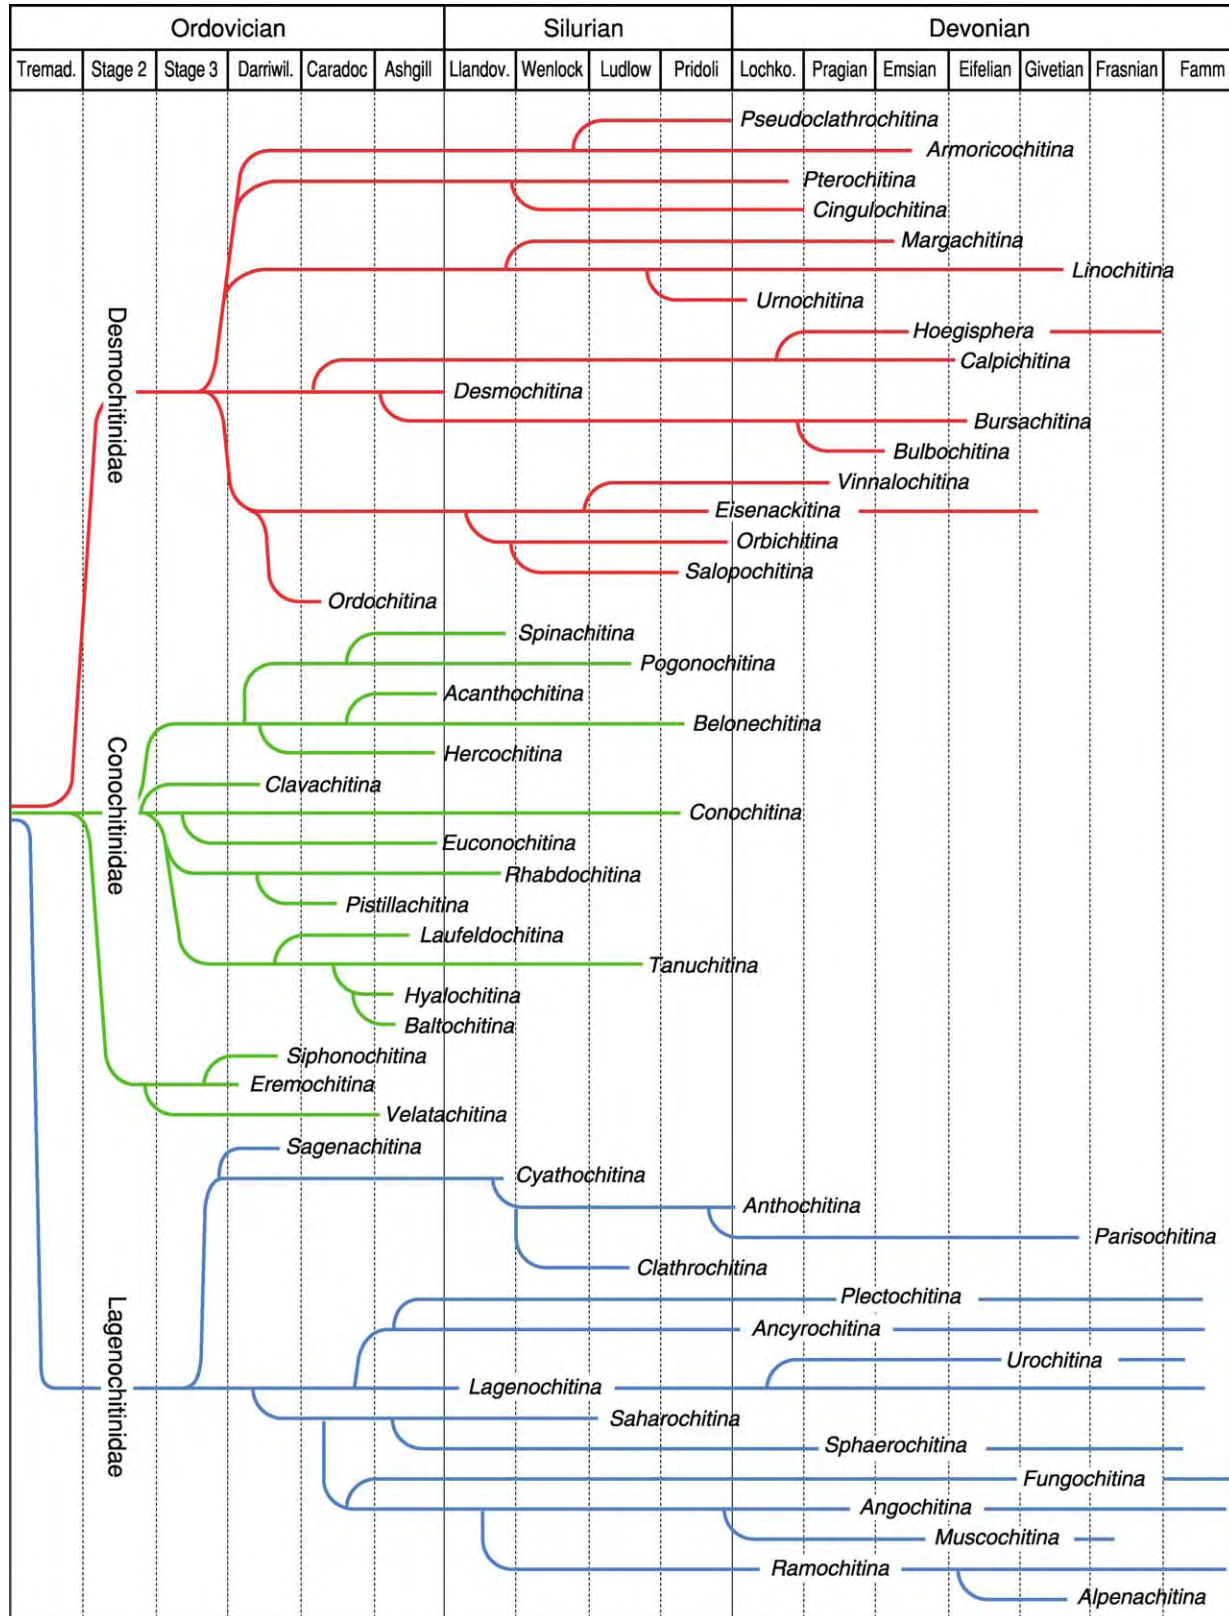 Ordovician Silurian Devonian
Tremad. Stage 2 Stage 3 Darriwil. Caradoc Ashgill Llandov. Wenlock Ludlow Pridoli Lochko. Pragian Emsian Eifelian Givetian Frasnian Famm
Pseudoclathrochitina
Armoricochitina
Pterochitina
Cingulochitina
Margachitina
Linochitina
Urnochitina
Hoegisphera
Calpichitina
Desmochitinidae
Desmochitina
Bursachitina
Bulbochitina
Vinnalochitina
Eisenackitina
Orbichitina
Salopochitina
Ordochitina
Spinachitina
Pogonochitina
Acanthochitina
Belonechitina
Hercochitina
Clavachitina
Conochitinidae
Conochitina
Euconochitina
Rhabdochitina
Pistillachitina
Laufeldochitina
Tanuchitina
Hyalochitina
Baltochitina
Siphonochitina
Eremochitina
Velatachitina
Sagenachitina
Cyathochitina
Anthochitina
Parisochitina
Clathrochitina
Plectochitina
Ancyrochitina
Urochitina
Lagenochitinidae
Lagenochitina
Saharochitina
Sphaerochitina
Fungochitina
Angochitina
Muscochitina
Ramochitina
Alpenachitina